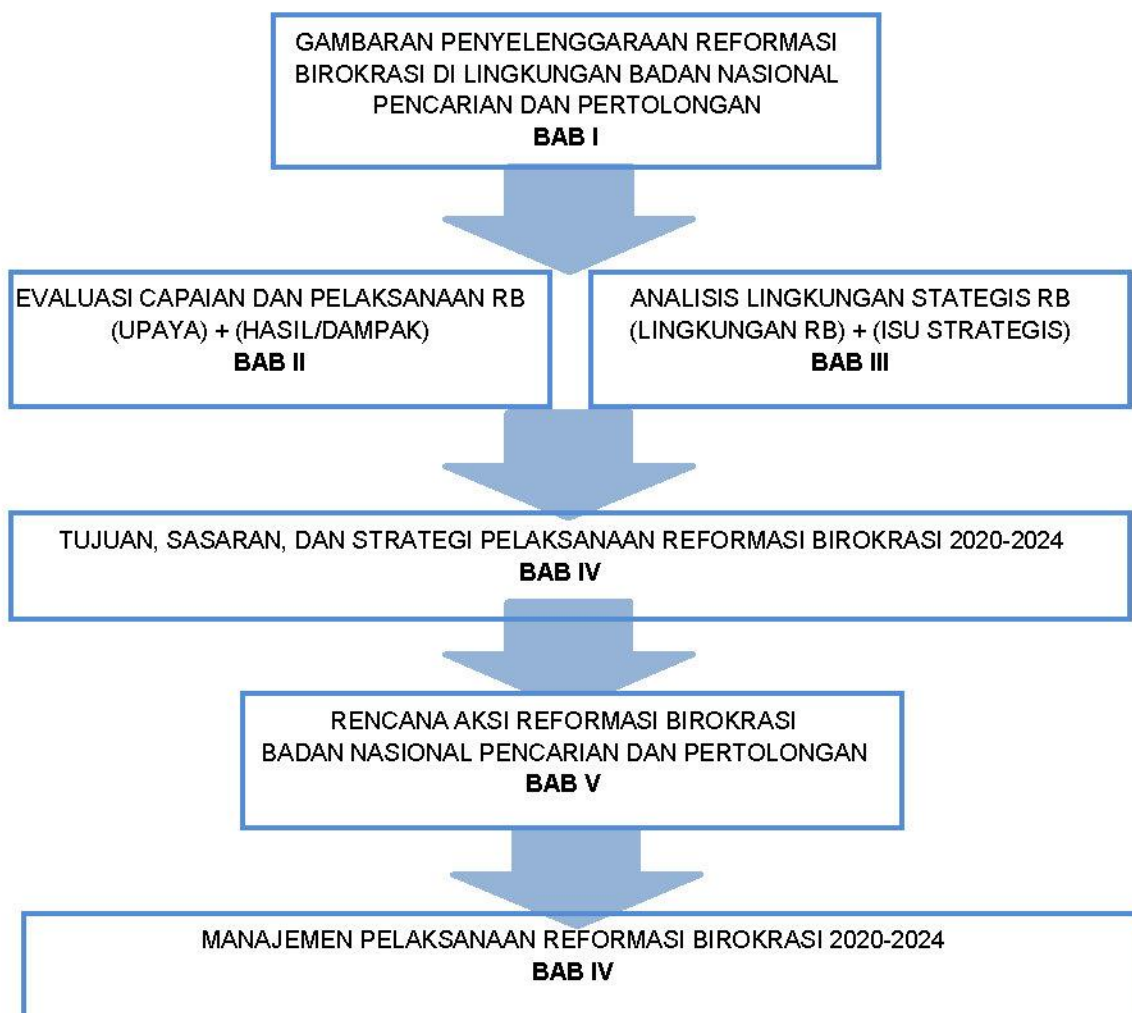 GAMBARAN PENYELENGGARAAN REFORMASI
BIROKRASI DI LINGKUNGAN BADAN NASIONAL
PENCARIAN DAN PERTOLONGAN
BAB I
EVALUASI CAPAIAN DAN PELAKSANAAN RB
(UPAYA) + (HASIL/DAMPAK)
BAB II
ANALISIS LINGKUNGAN STATEGIS RB
(LINGKUNGAN RB) + (ISU STRATEGIS)
BAB III
TUJUAN, SASARAN, DAN STRATEGI PELAKSANAAN REFORMASI BIROKRASI 2020-2024
BAB IV
RENCANA AKSI REFORMASI BIROKRASI
BADAN NASIONAL PENCARIAN DAN PERTOLONGAN
BAB V
MANAJEMEN PELAKSANAAN REFORMASI BIROKRASI 2020-2024
BAB IV